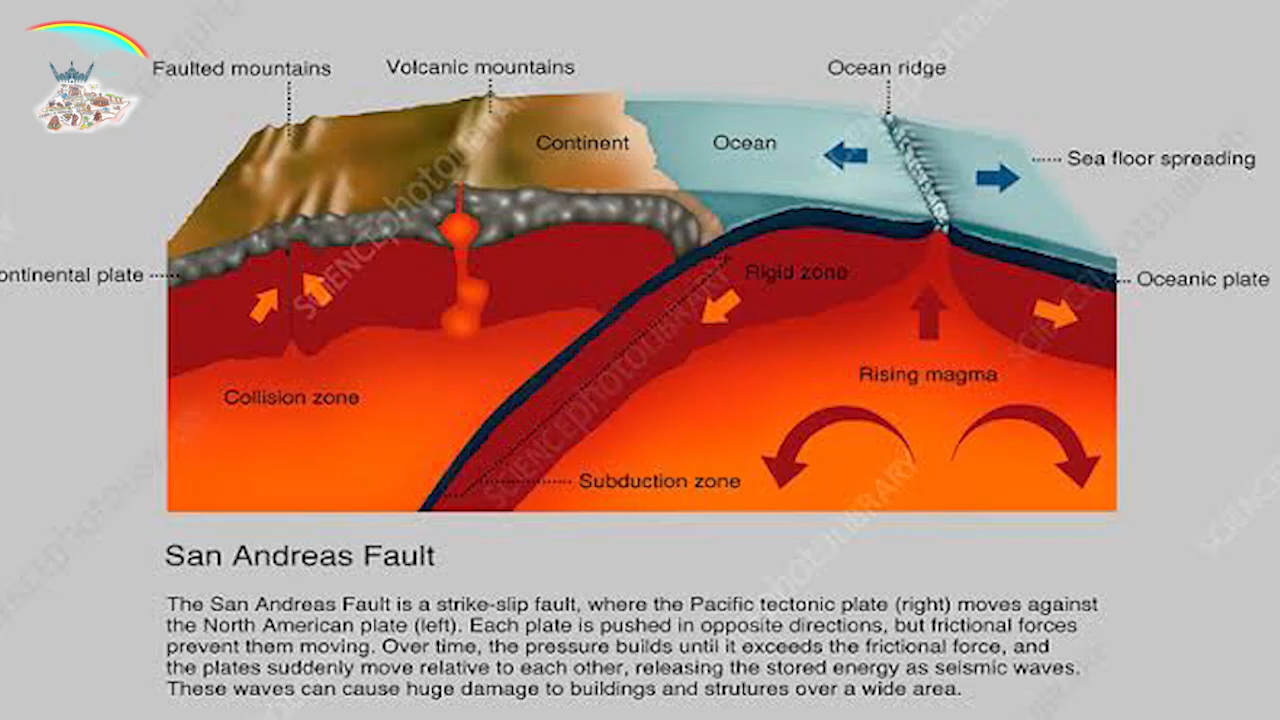 Faulted mountains
Volcanic mountains
Ocean ridge
Continent
Ocean
Sea floor spreading
ontinental plate
Rigid zone
Oceanic plate
Rising magma
Collision zone
Subduction zone
San Andreas Fault
The San Andreas Fault is a strike-slip fault, where the Pacific tectonic plate (right) moves against
the North American plate (left). Each plate is pushed in opposite directions, but frictional forces
prevent them moving. Over time, the pressure builds until it exceeds the frictional force, and
the plates suddenly move relative to each other, releasing the stored energy as seismic waves.
These waves can cause huge damage to buildings and strutures over a wide area.
SCIENCEphotOLIBRARY